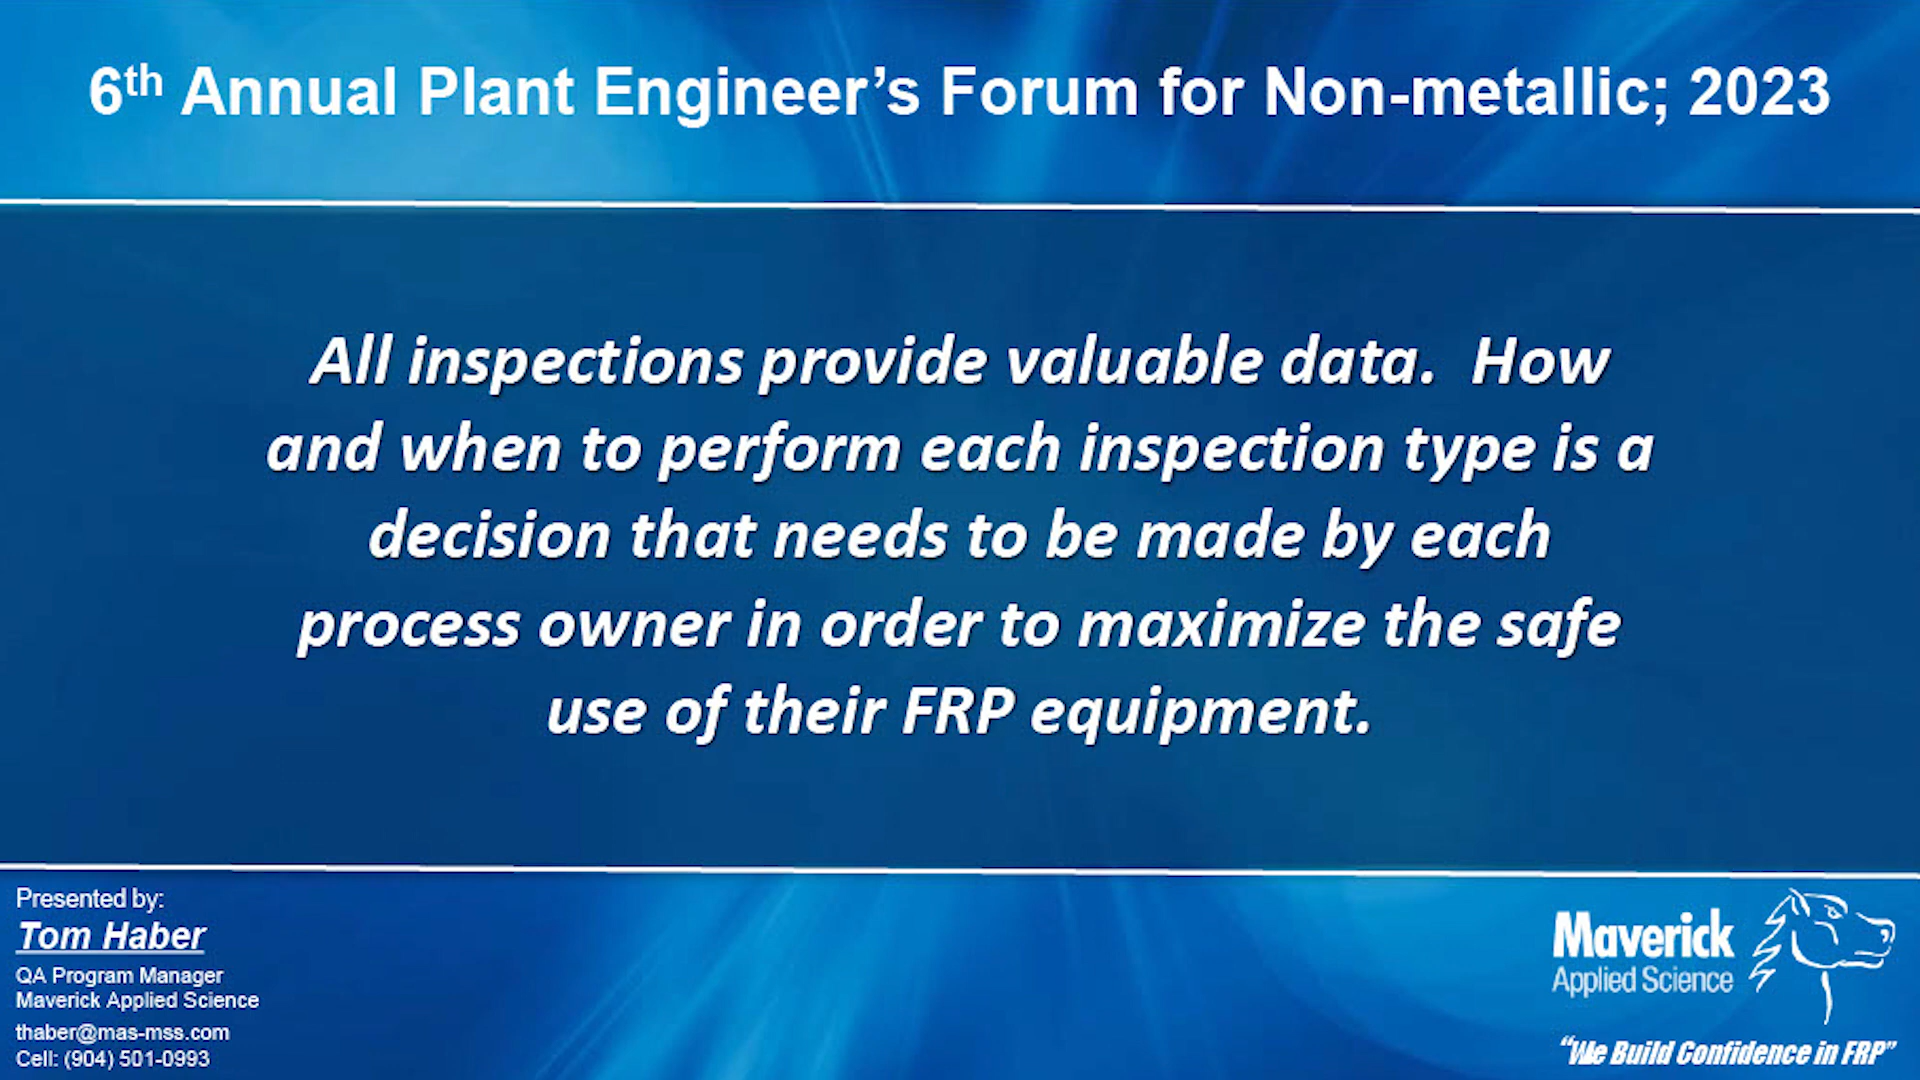 6th Annual Plant Engineer’s Forum for Non-metallic; 2023
All inspections provide valuable data.  How
and when to perform each inspection type is a
decision that needs to be made by each
process owner in order to maximize the safe
use of their FRP equipment.
Presented by:
Tom Haber
QA Program Manager
Maverick Applied Science
thaber@mas-mss.com
Cell: (904) 501-0993
Maverick
Applied Science
“We Build Confidence in FRP”